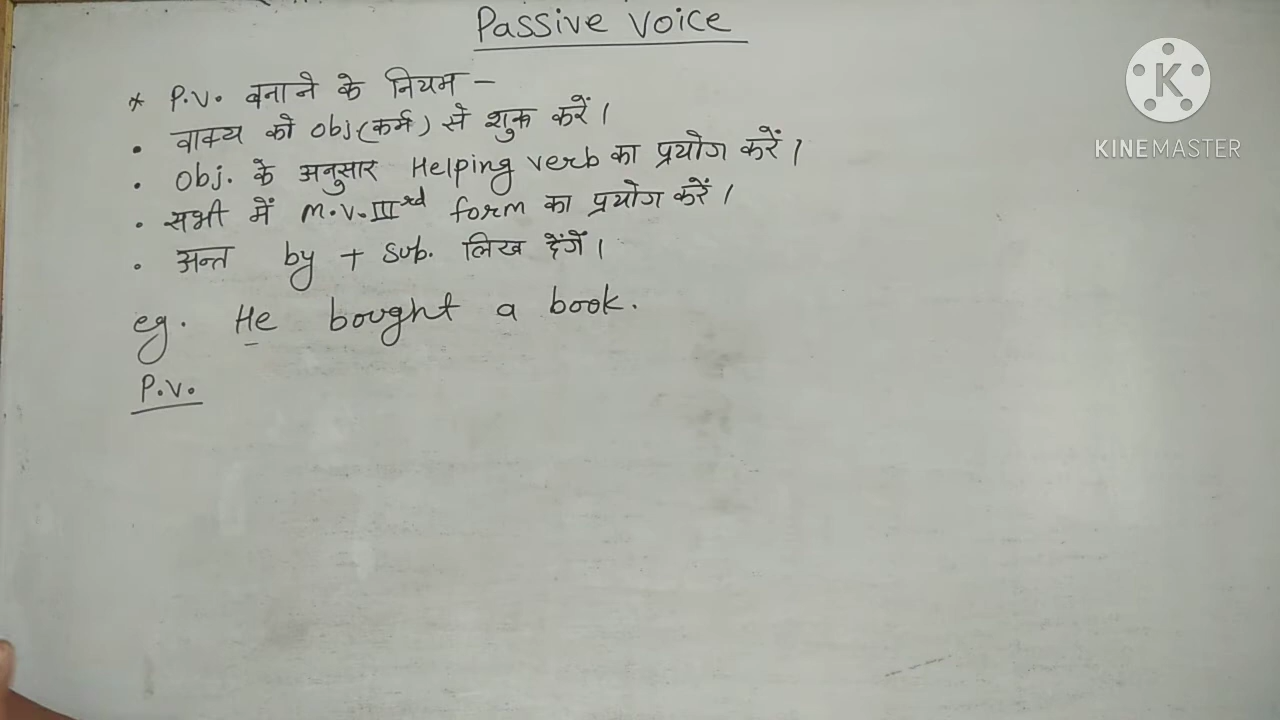 Passive Voice
* P.V. बनाने के नियम -
• वाक्य को obj(कर्म) से शुरू करें।
• Obj. के अनुसार Helping verb का प्रयोग करें।
• सभी में M.V.IIIrd form का प्रयोग करें।
• अन्त by + Sub. लिख देंगें।
eg. He bought a book.
P.V.
K
KINEMASTER